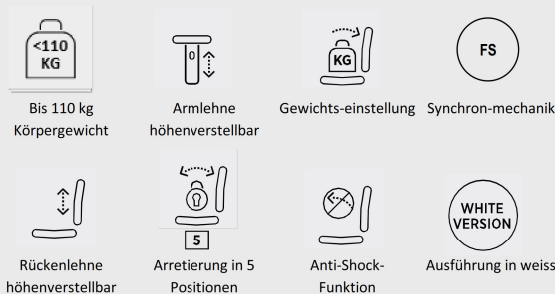 <110
KG
Bis 110 kg
Körpergewicht
0
Armlehne
höhenverstellbar
KG
Gewichts-einstellung
FS
Synchron-mechanik
Rückenlehne
höhenverstellbar
5
Arretierung in 5
Positionen
Anti-Shock-
Funktion
WHITE
VERSION
Ausführung in weiss